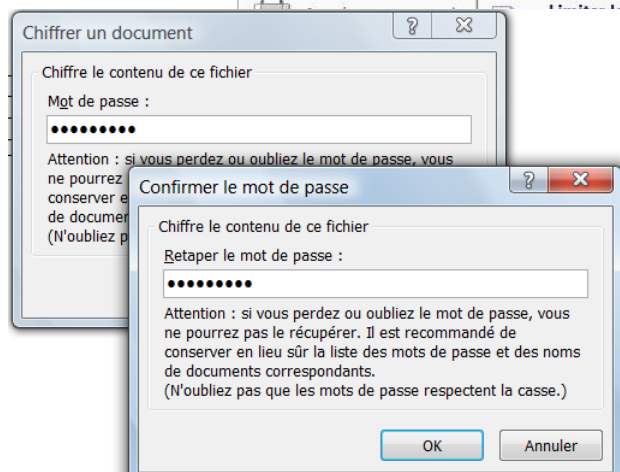 Chiffrer un document
Chiffre le contenu de ce fichier
Mot de passe :
•••••••••
Attention : si vous perdez ou oubliez le mot de passe, vous
ne pourrez
conserver
de
(N'oubliez
Confirmer le mot de passe
Chiffre le contenu de ce fichier
Retaper le mot de passe :
•••••••••
Attention : si vous perdez ou oubliez le mot de passe, vous
ne pourrez pas le récupérer. Il est recommandé de
conserver en lieu sûr la liste des mots de passe et des noms
de documents correspondants.
(N'oubliez pas que les mots de passe respectent la casse.)
OK Annuler